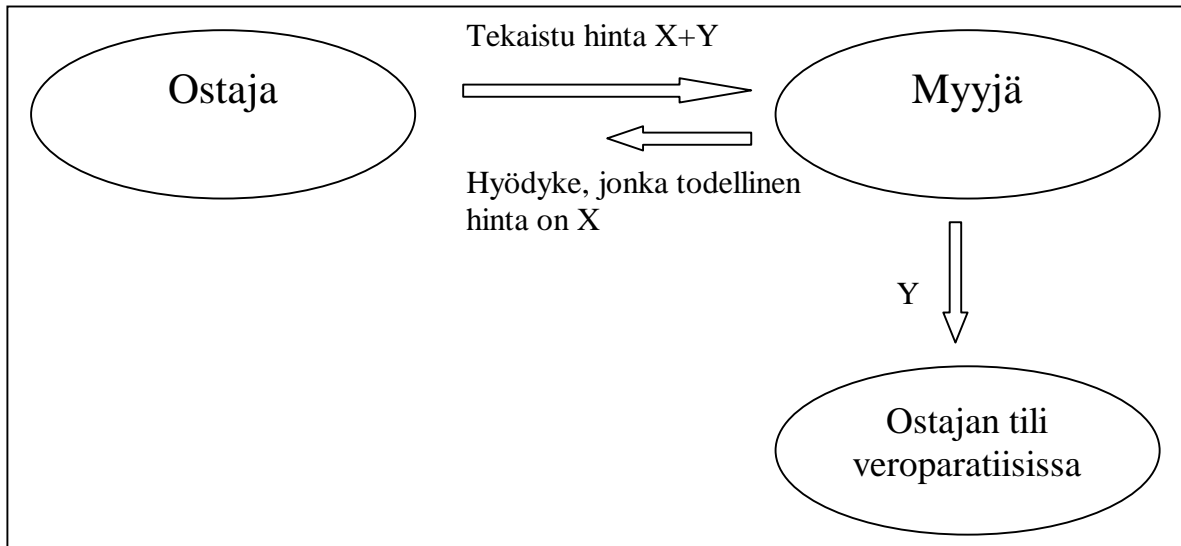 Tekaistu hinta X+Y
Ostaja
Myyjä
Hyödyke, jonka todellinen
hinta on X
Y
Ostajan tili
veroparatiisissa